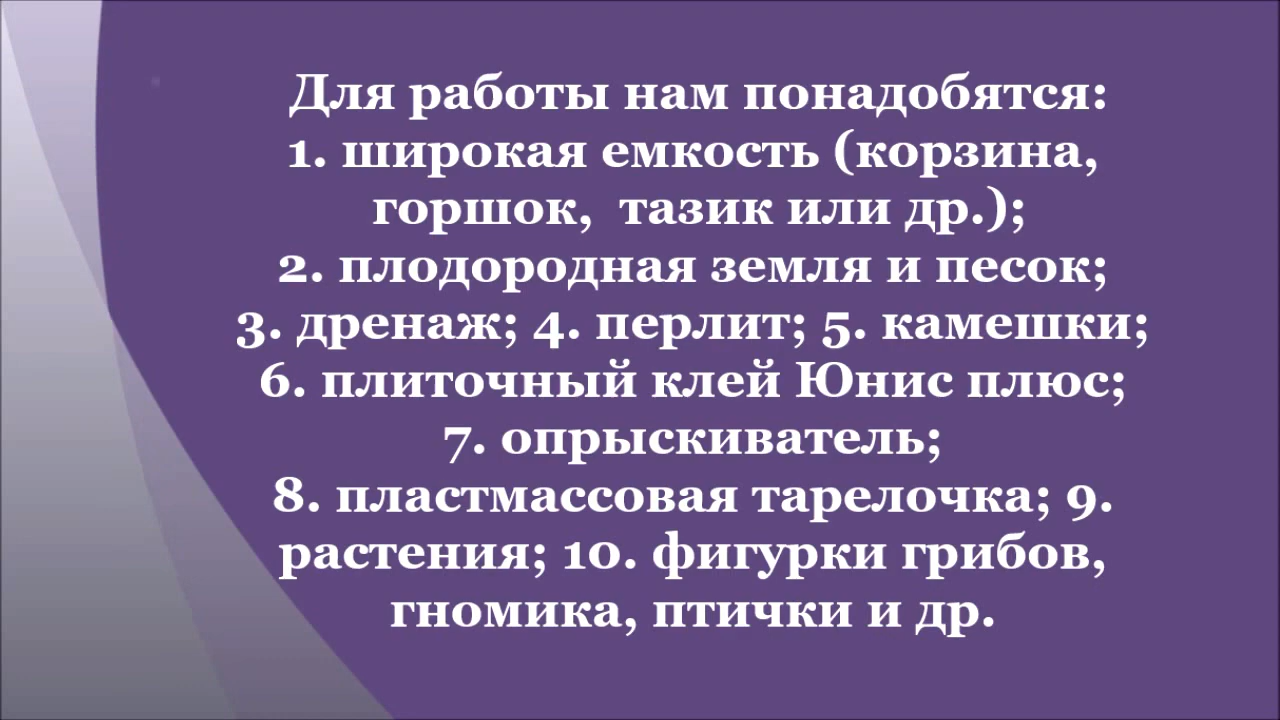 Для работы нам понадобятся:
1. широкая емкость (корзина,
горшок, тазик или др.);
2. плодородная земля и песок;
3. дренаж; 4. перлит; 5. камешки;
6. плиточный клей Юнис плюс;
7. опрыскиватель;
8. пластмассовая тарелочка; 9.
растения; 10. фигурки грибов,
гномика, птички и др.